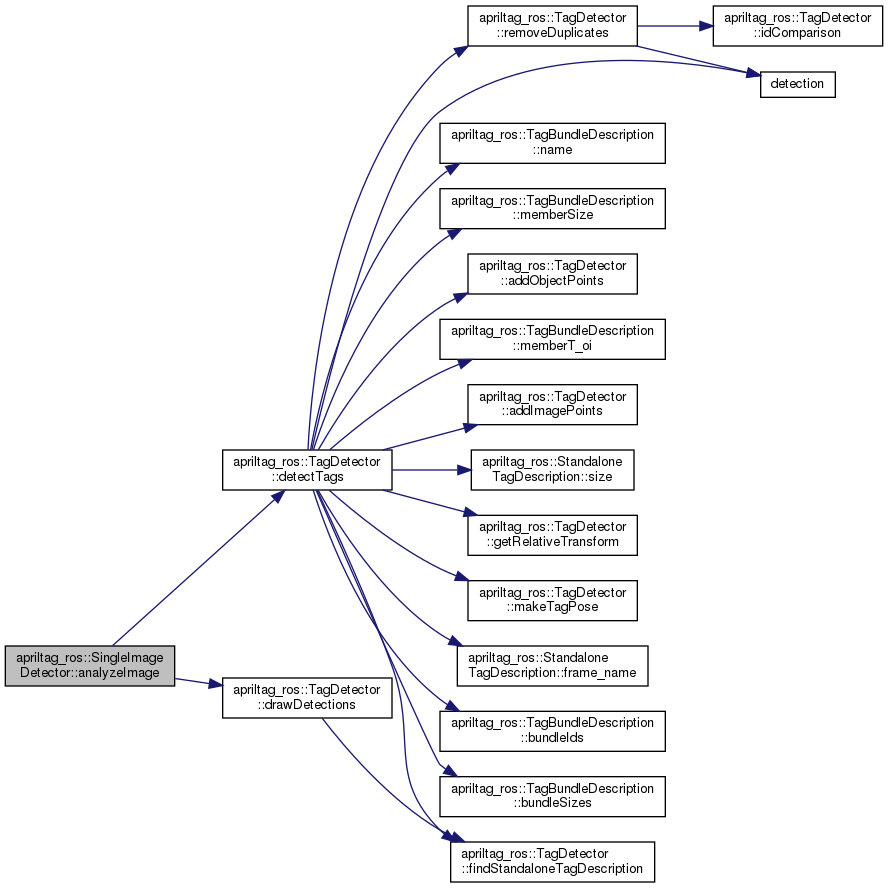 apriltag_ros::TagDetector
::removeDuplicates
apriltag_ros::TagDetector
::idComparison
detection
apriltag_ros::TagBundleDescription
::name
apriltag_ros::TagBundleDescription
::memberSize
apriltag_ros::TagDetector
::addObjectPoints
apriltag_ros::TagBundleDescription
::memberT_oi
apriltag_ros::TagDetector
::addImagePoints
apriltag_ros::TagDetector
::detectTags
apriltag_ros::Standalone
TagDescription::size
apriltag_ros::TagDetector
::getRelativeTransform
apriltag_ros::TagDetector
::makeTagPose
apriltag_ros::SingleImage
Detector::analyzeImage
apriltag_ros::Standalone
TagDescription::frame_name
apriltag_ros::TagDetector
::drawDetections
apriltag_ros::TagBundleDescription
::bundleIds
apriltag_ros::TagBundleDescription
::bundleSizes
apriltag_ros::TagDetector
::findStandaloneTagDescription